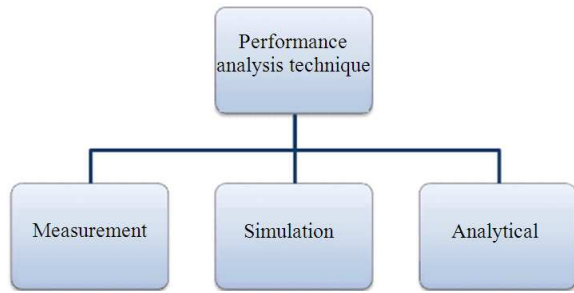 Performance
analysis technique
Measurement
Simulation
Analytical